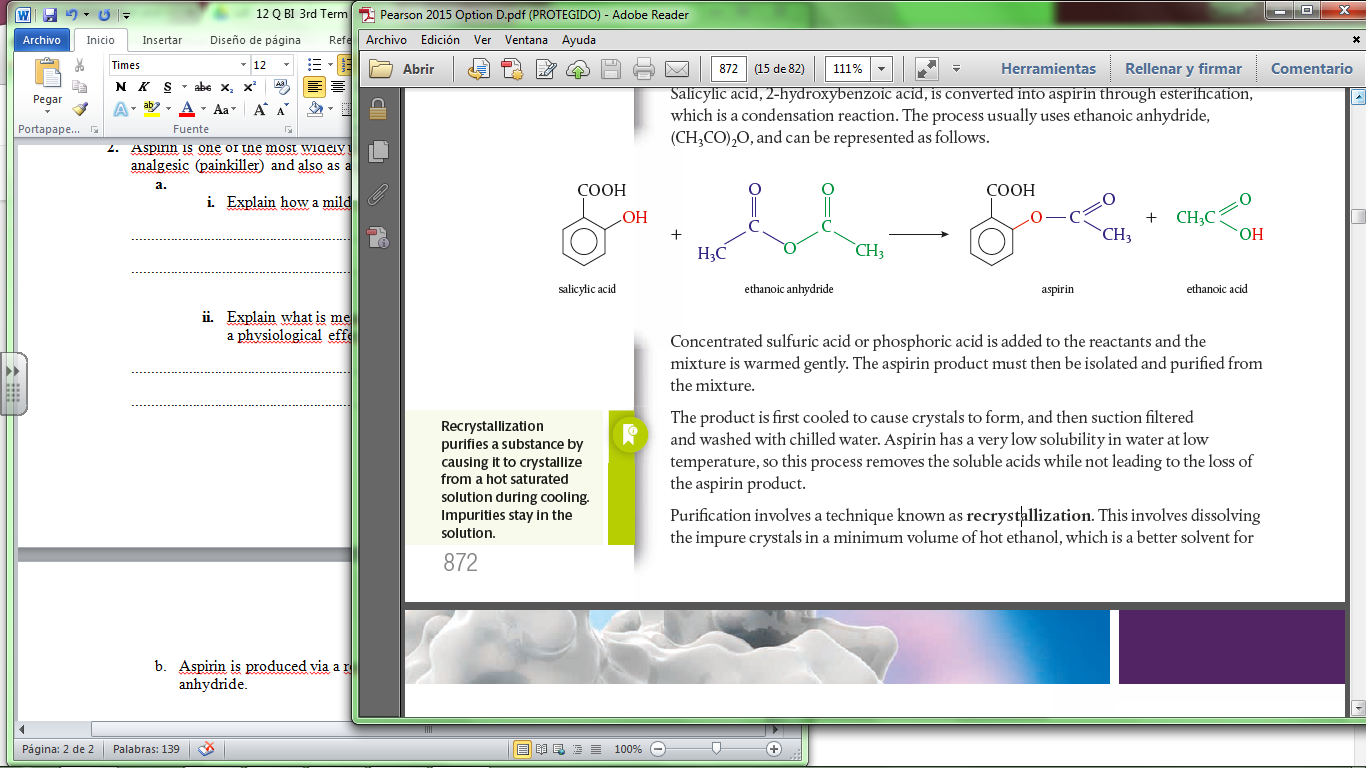 12 Q BI 3rd Term
Archivo
Inicio
Insertar
Diseño de página
Refe
Times
12
N K S abc x₂ x²
Aa A A
Pegar
Portapape...
Fuente
2. Aspirin is one of the most widely
analgesic (painkiller) and also as a
a.
i. Explain how a mild
ii. Explain what is me
a physiological effe
b. Aspirin is produced via a re
anhydride.
Página: 2 de 2
Palabras: 139
100%
Pearson 2015 Option D.pdf (PROTEGIDO) - Adobe Reader
Archivo Edición Ver Ventana Ayuda
Abrir
872
(15 de 82)
111%
Herramientas
Rellenar y firmar
Comentario
Salicylic acid, 2-hydroxybenzoic acid, is converted into aspirin through esterification,
which is a condensation reaction. The process usually uses ethanoic anhydride,
(CH₃CO)₂O, and can be represented as follows.
COOH
OH
+
O
O
C
C
H₃C
O
CH₃
COOH
O
C
O
CH₃
+
CH₃C
O
OH
salicylic acid
ethanoic anhydride
aspirin
ethanoic acid
Concentrated sulfuric acid or phosphoric acid is added to the reactants and the
mixture is warmed gently. The aspirin product must then be isolated and purified from
the mixture.
The product is first cooled to cause crystals to form, and then suction filtered
and washed with chilled water. Aspirin has a very low solubility in water at low
temperature, so this process removes the soluble acids while not leading to the loss of
the aspirin product.
Purification involves a technique known as recrystallization. This involves dissolving
the impure crystals in a minimum volume of hot ethanol, which is a better solvent for
Recrystallization
purifies a substance by
causing it to crystallize
from a hot saturated
solution during cooling.
Impurities stay in the
solution.
872